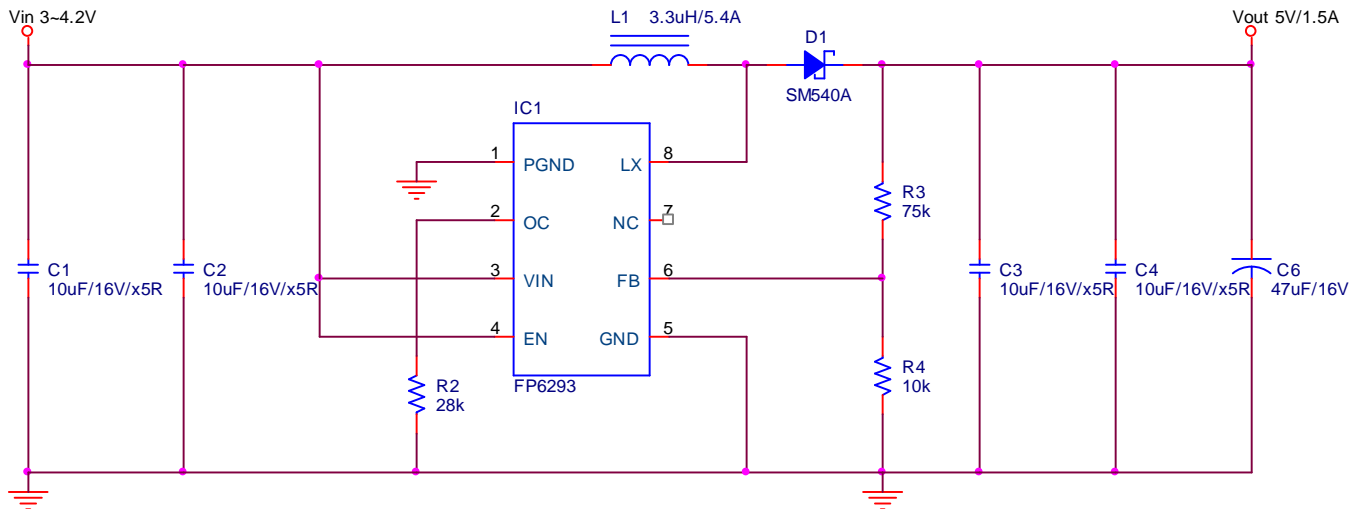 Vin 3~4.2V
L1 3.3uH/5.4A
Vout 5V/1.5A
D1
SM540A
IC1
1
PGND
LX
8
2
OC
NC
7
3
VIN
FB
6
4
EN
GND
5
FP6293
R3
75k
C1
10uF/16V/x5R
C2
10uF/16V/x5R
C3
10uF/16V/x5R
C4
10uF/16V/x5R
C6
47uF/16V
R2
28k
R4
10k